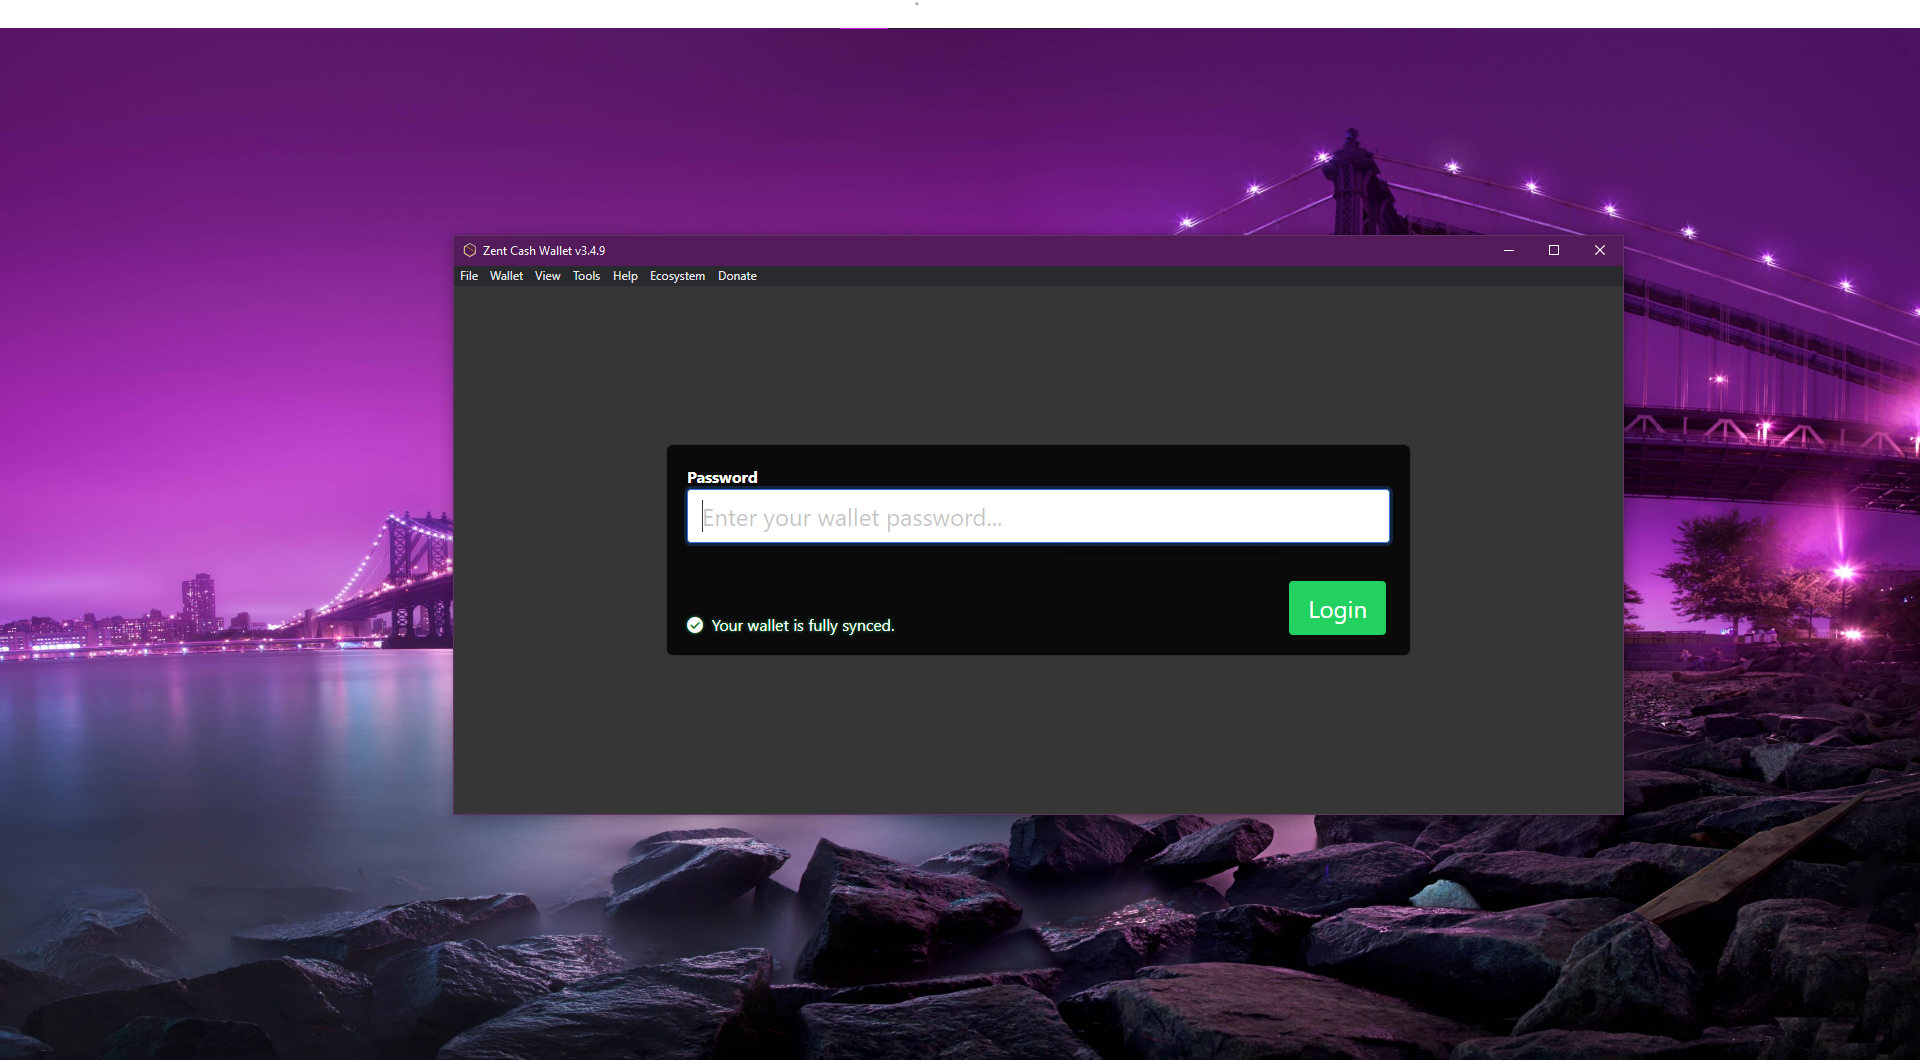 Zent Cash Wallet v3.4.9
File Wallet View Tools Help Ecosystem Donate
Password
Enter your wallet password...
Login
Your wallet is fully synced.